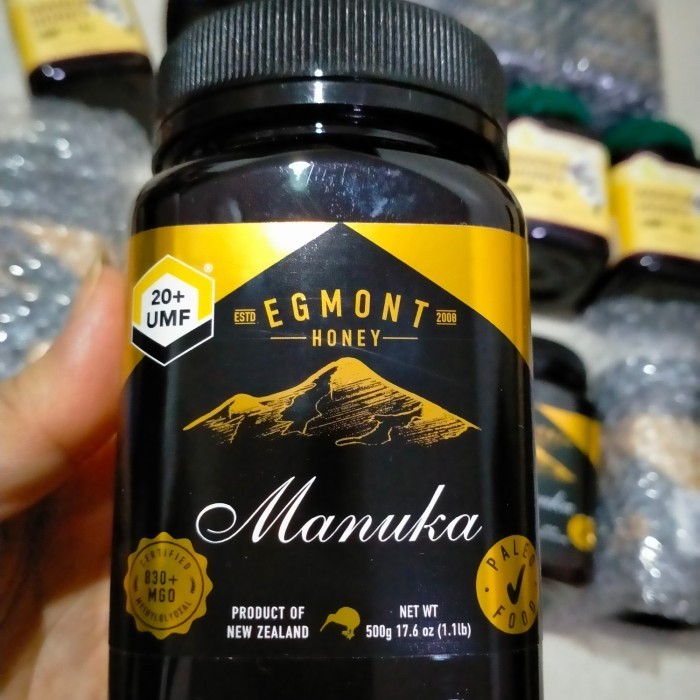 20+
UMF
®
ESTD EGMONT 2008
HONEY
Manuka
CERTIFIED
830+
MGO
METHYLGLYOXAL
PALEO
FOOD
PRODUCT OF
NEW ZEALAND
NET WT
500g 17.6 oz (1.1lb)